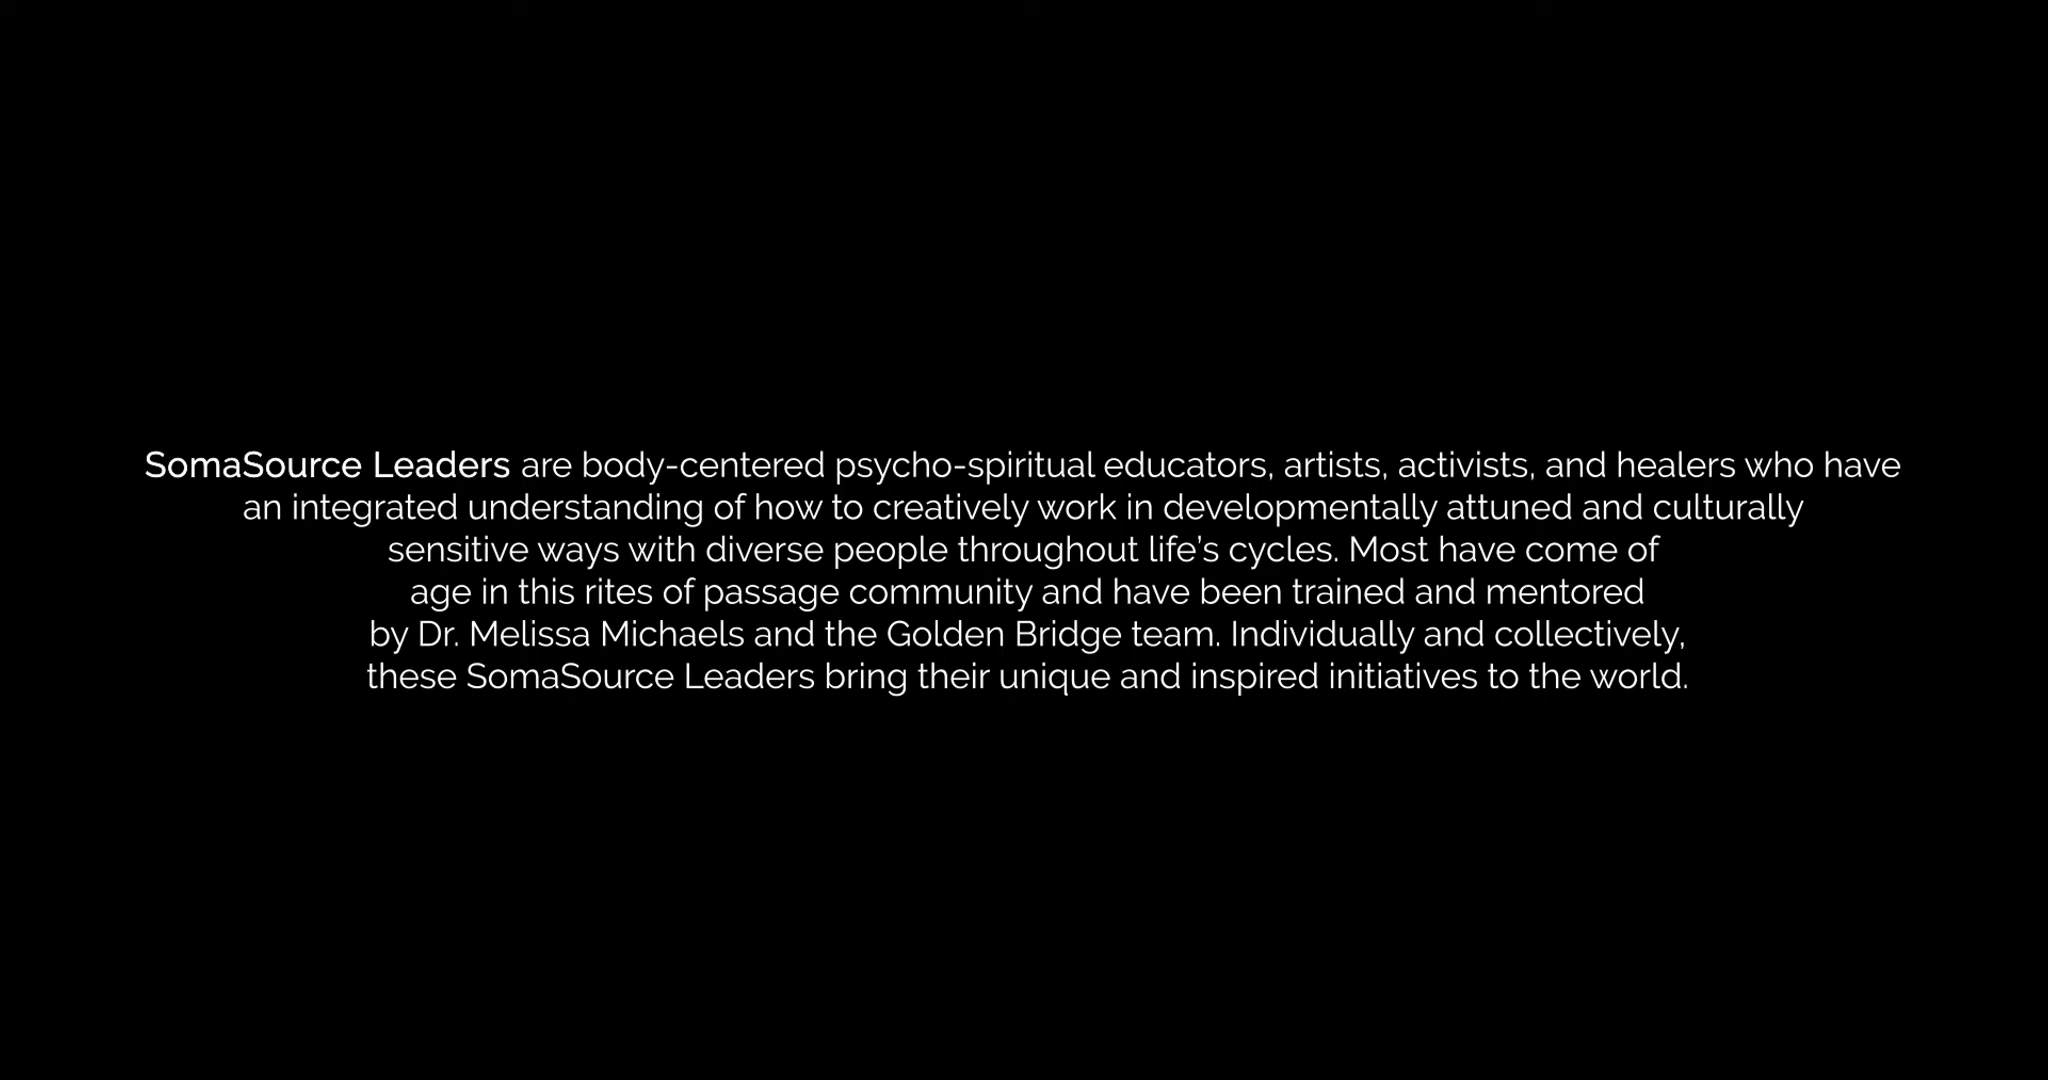 SomaSource Leaders are body-centered psycho-spiritual educators, artists, activists, and healers who have
an integrated understanding of how to creatively work in developmentally attuned and culturally
sensitive ways with diverse people throughout life's cycles. Most have come of
age in this rites of passage community and have been trained and mentored
by Dr. Melissa Michaels and the Golden Bridge team. Individually and collectively,
these SomaSource Leaders bring their unique and inspired initiatives to the world.